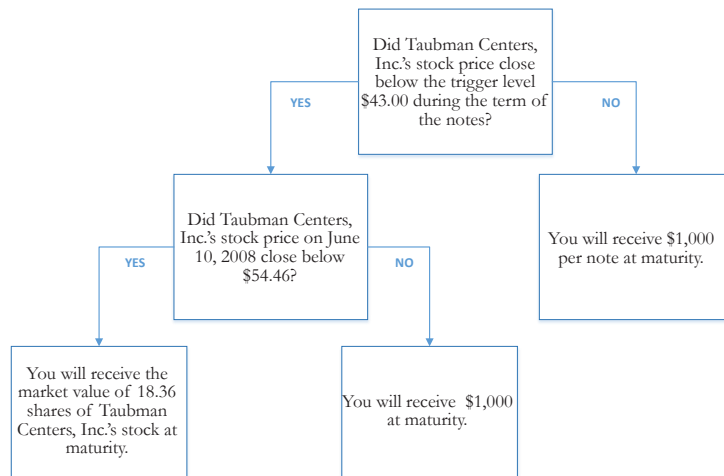 Did Taubman Centers,
Inc.'s stock price close
below the trigger level
$43.00 during the term of
the notes?
YES
NO
Did Taubman Centers,
Inc.'s stock price on June
10, 2008 close below
$54.46?
You will receive $1,000
per note at maturity.
YES
NO
You will receive the
market value of 18.36
shares of Taubman
Centers, Inc.'s stock at
maturity.
You will receive $1,000
at maturity.